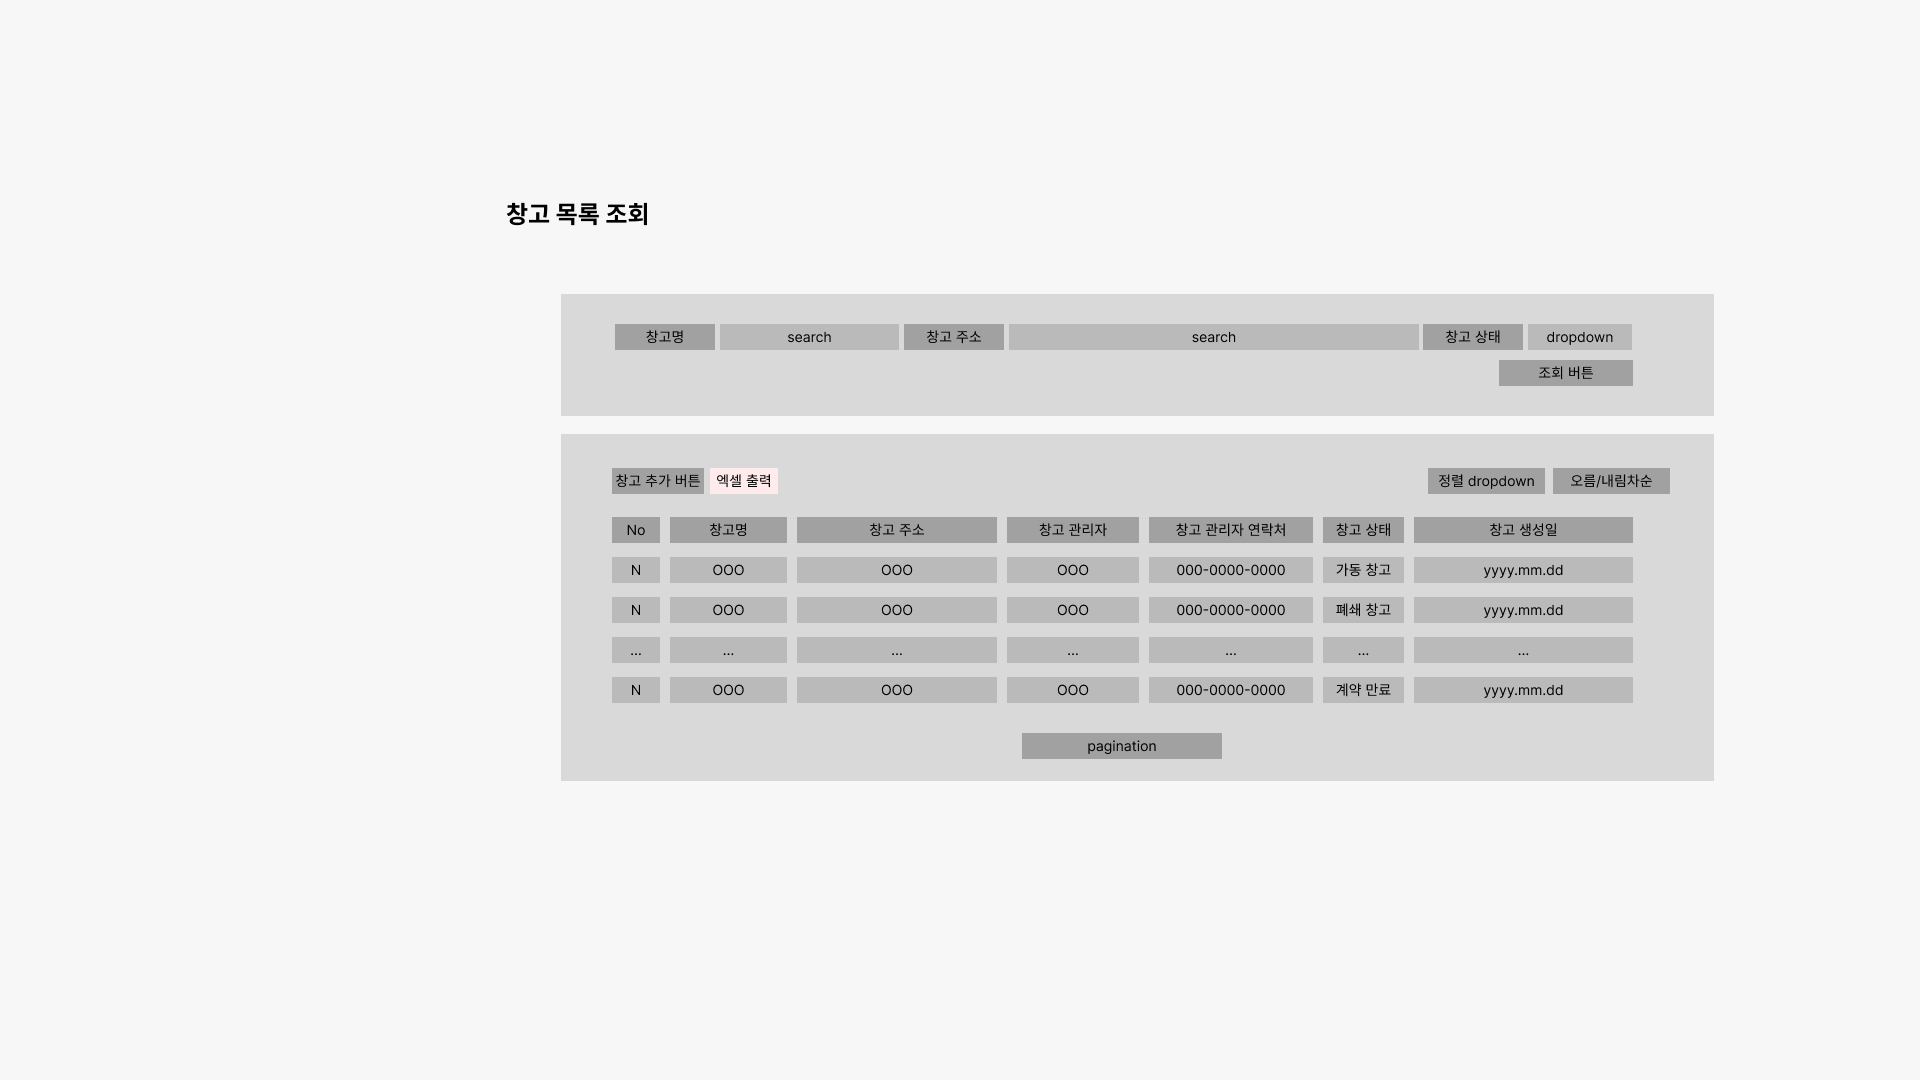 창고 목록 조회
창고명 search 창고 주소 search 창고 상태 dropdown
조회 버튼
창고 추가 버튼 엑셀 출력 정렬 dropdown 오름/내림차순
No 창고명 창고 주소 창고 관리자 창고 관리자 연락처 창고 상태 창고 생성일
N OOO OOO OOO 000-0000-0000 가동 창고 yyyy.mm.dd
N OOO OOO OOO 000-0000-0000 폐쇄 창고 yyyy.mm.dd
... ... ... ... ... ... ...
N OOO OOO OOO 000-0000-0000 계약 만료 yyyy.mm.dd
pagination